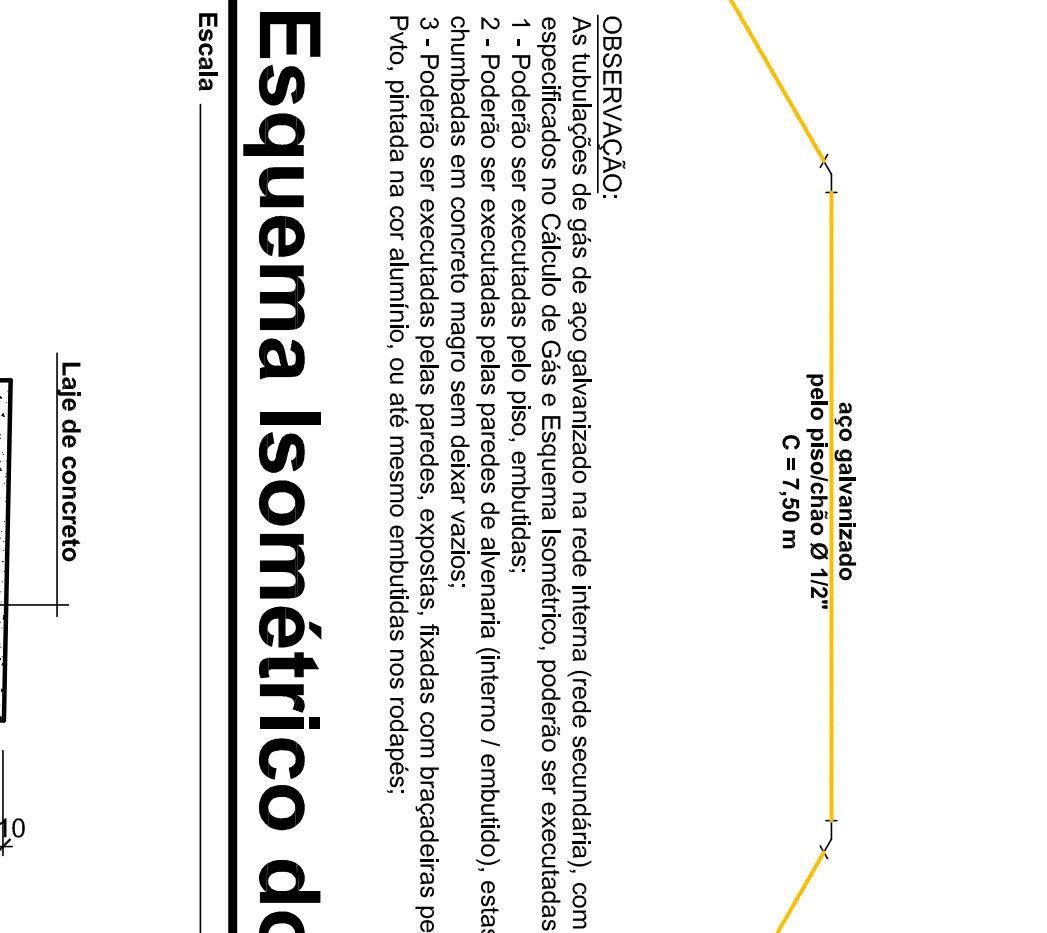 aço galvanizado
pelo piso/chão Ø 1/2"
C = 7,50 m
OBSERVAÇÃO:
As tubulações de gás de aço galvanizado na rede interna (rede secundária), com
especificados no Cálculo de Gás e Esquema Isométrico, poderão ser executadas
1 - Poderão ser executadas pelo piso, embutidas;
2 - Poderão ser executadas pelas paredes de alvenaria (interno / embutido), estas
chumbadas em concreto magro sem deixar vazios;
3 - Poderão ser executadas pelas paredes, expostas, fixadas com braçadeiras pe
Pvto, pintada na cor alumínio, ou até mesmo embutidas nos rodapés;
Esquema Isométrico do
Escala
Laje de concreto
10